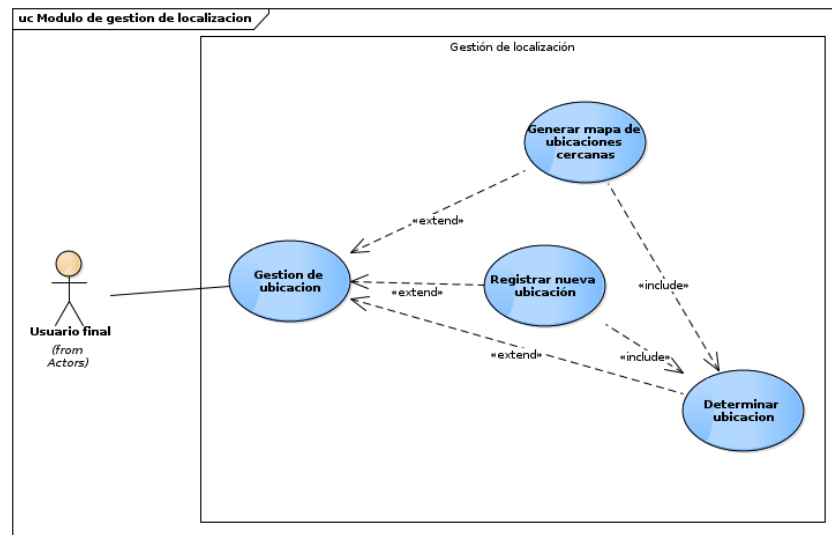 uc Modulo de gestion de localizacion
Gestión de localización
Generar mapa de
ubicaciones
cercanas
«extend»
Gestion de
ubicacion
Registrar nueva
ubicación
«extend»
«include»
Usuario final
(from
Actors)
«extend»
«include»
Determinar
ubicacion